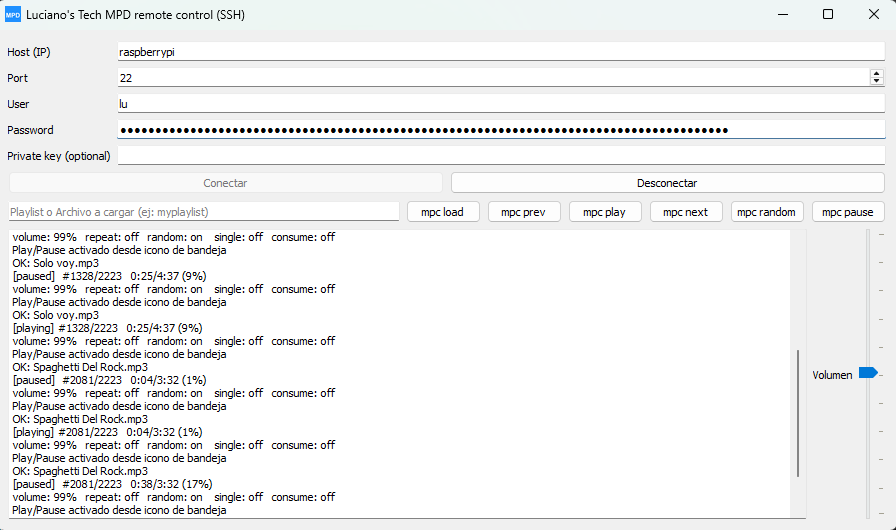 MPD Luciano's Tech MPD remote control (SSH)
Host (IP) raspberrypi
Port 22
User lu
Password ●●●●●●●●●●●●●●●●●●●●●●●●●●●●●●●●●●●●●●●●●●●●●●●●●●●●●●●●●●●●●●●●●●●●●●●●●●●●●●●●●●●●●●●
Private key (optional)
Conectar Desconectar
Playlist o Archivo a cargar (ej: myplaylist) mpc load mpc prev mpc play mpc next mpc random mpc pause
volume: 99% repeat: off random: on single: off consume: off
Play/Pause activado desde icono de bandeja
OK: Solo voy.mp3
[paused] #1328/2223 0:25/4:37 (9%)
volume: 99% repeat: off random: on single: off consume: off
Play/Pause activado desde icono de bandeja
OK: Solo voy.mp3
[playing] #1328/2223 0:25/4:37 (9%)
volume: 99% repeat: off random: on single: off consume: off
Play/Pause activado desde icono de bandeja
OK: Spaghetti Del Rock.mp3
[paused] #2081/2223 0:04/3:32 (1%)
volume: 99% repeat: off random: on single: off consume: off
Play/Pause activado desde icono de bandeja
OK: Spaghetti Del Rock.mp3
[playing] #2081/2223 0:04/3:32 (1%)
volume: 99% repeat: off random: on single: off consume: off
Play/Pause activado desde icono de bandeja
OK: Spaghetti Del Rock.mp3
[paused] #2081/2223 0:38/3:32 (17%)
volume: 99% repeat: off random: on single: off consume: off
Play/Pause activado desde icono de bandeja
Volumen